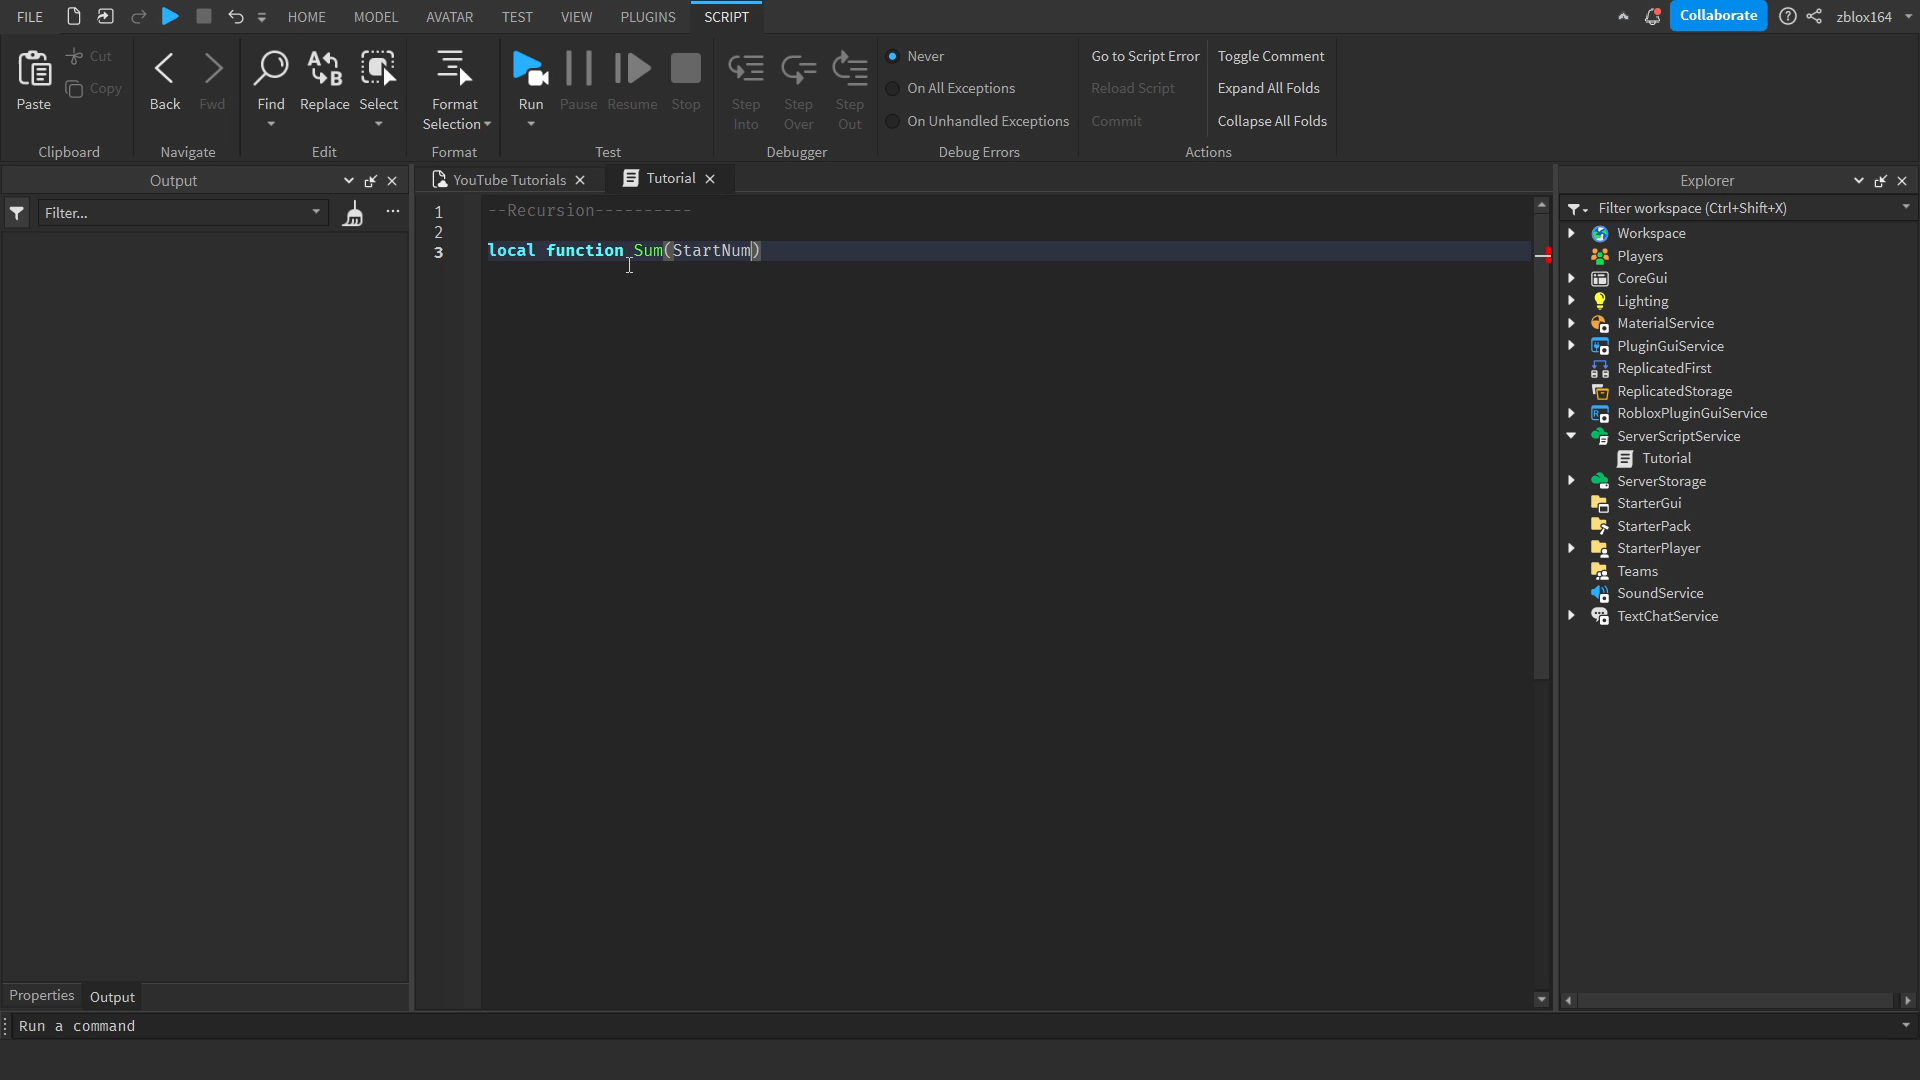 FILE HOME MODEL AVATAR TEST VIEW PLUGINS SCRIPT Collaborate zblox164
Paste
Cut
Copy
Clipboard
Back
Fwd
Navigate
Find
Replace
Select
Edit
Format
Selection
Format
Run
Pause
Resume
Stop
Test
Step
Into
Step
Over
Step
Out
Debugger
Never
On All Exceptions
On Unhandled Exceptions
Debug Errors
Go to Script Error
Reload Script
Commit
Toggle Comment
Expand All Folds
Collapse All Folds
Actions
Output
Filter...
YouTube Tutorials
Tutorial
1 --Recursion----------
2
3 local function Sum(StartNum)
Explorer
Filter workspace (Ctrl+Shift+X)
Workspace
Players
CoreGui
Lighting
MaterialService
PluginGuiService
ReplicatedFirst
ReplicatedStorage
RobloxPluginGuiService
ServerScriptService
Tutorial
ServerStorage
StarterGui
StarterPack
StarterPlayer
Teams
SoundService
TextChatService
Properties Output
Run a command